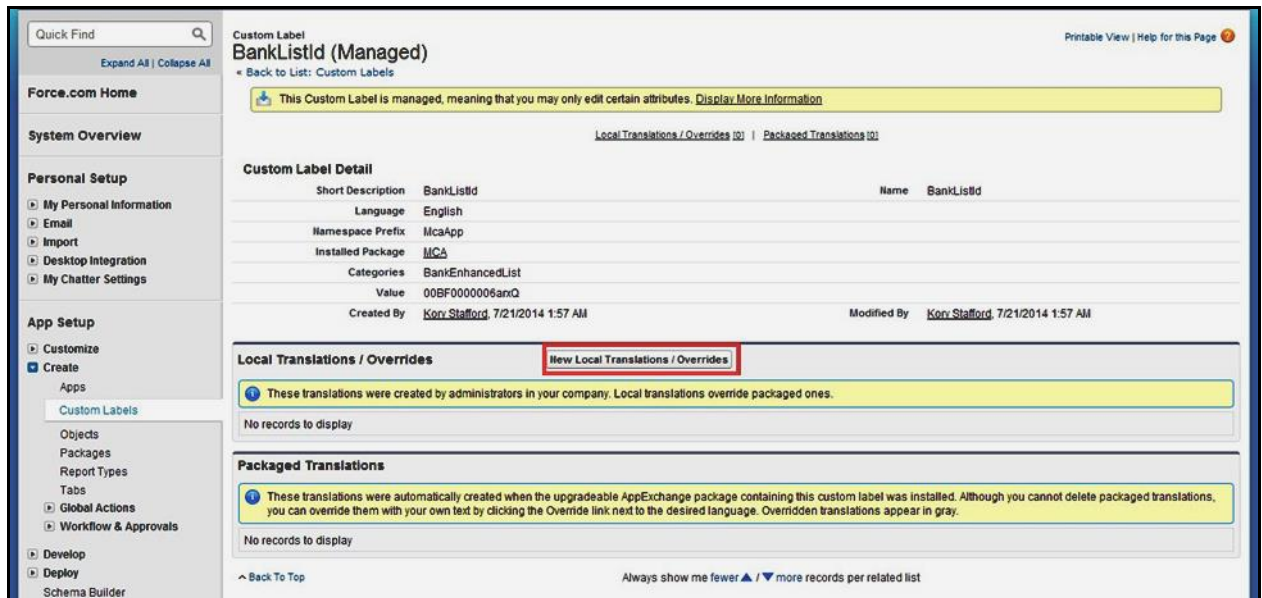 Quick Find
Expand All | Collapse All
Force.com Home
System Overview
Personal Setup
My Personal Information
Email
Import
Desktop Integration
My Chatter Settings
App Setup
Customize
Create
Apps
Custom Labels
Objects
Packages
Report Types
Tabs
Global Actions
Workflow & Approvals
Develop
Deploy
Schema Builder
Custom Label
BankListId (Managed)
« Back to List: Custom Labels
Printable View | Help for this Page ?
This Custom Label is managed, meaning that you may only edit certain attributes. Display More Information
Local Translations / Overrides [0] | Packaged Translations [0]
Custom Label Detail
Short Description BankListId Name BankListId
Language English
Namespace Prefix McaApp
Installed Package MCA
Categories BankEnhancedList
Value 00BF0000006arxQ
Created By Kory Stafford, 7/21/2014 1:57 AM Modified By Kory Stafford, 7/21/2014 1:57 AM
Local Translations / Overrides New Local Translations / Overrides
These translations were created by administrators in your company. Local translations override packaged ones.
No records to display
Packaged Translations
These translations were automatically created when the upgradeable AppExchange package containing this custom label was installed. Although you cannot delete packaged translations,
you can override them with your own text by clicking the Override link next to the desired language. Overridden translations appear in gray.
No records to display
^ Back To Top Always show me fewer ▲ / ▼ more records per related list